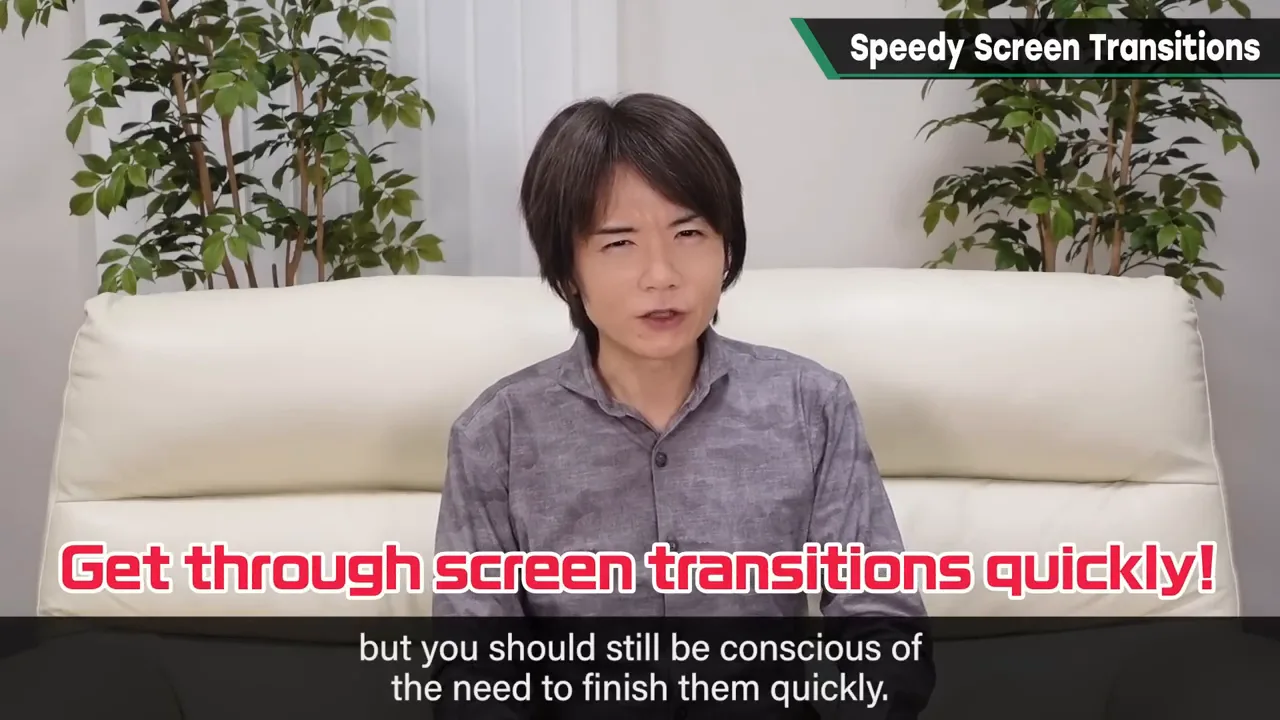 Speedy Screen Transitions
Get through screen transitions quickly!
but you should still be conscious of
the need to finish them quickly.